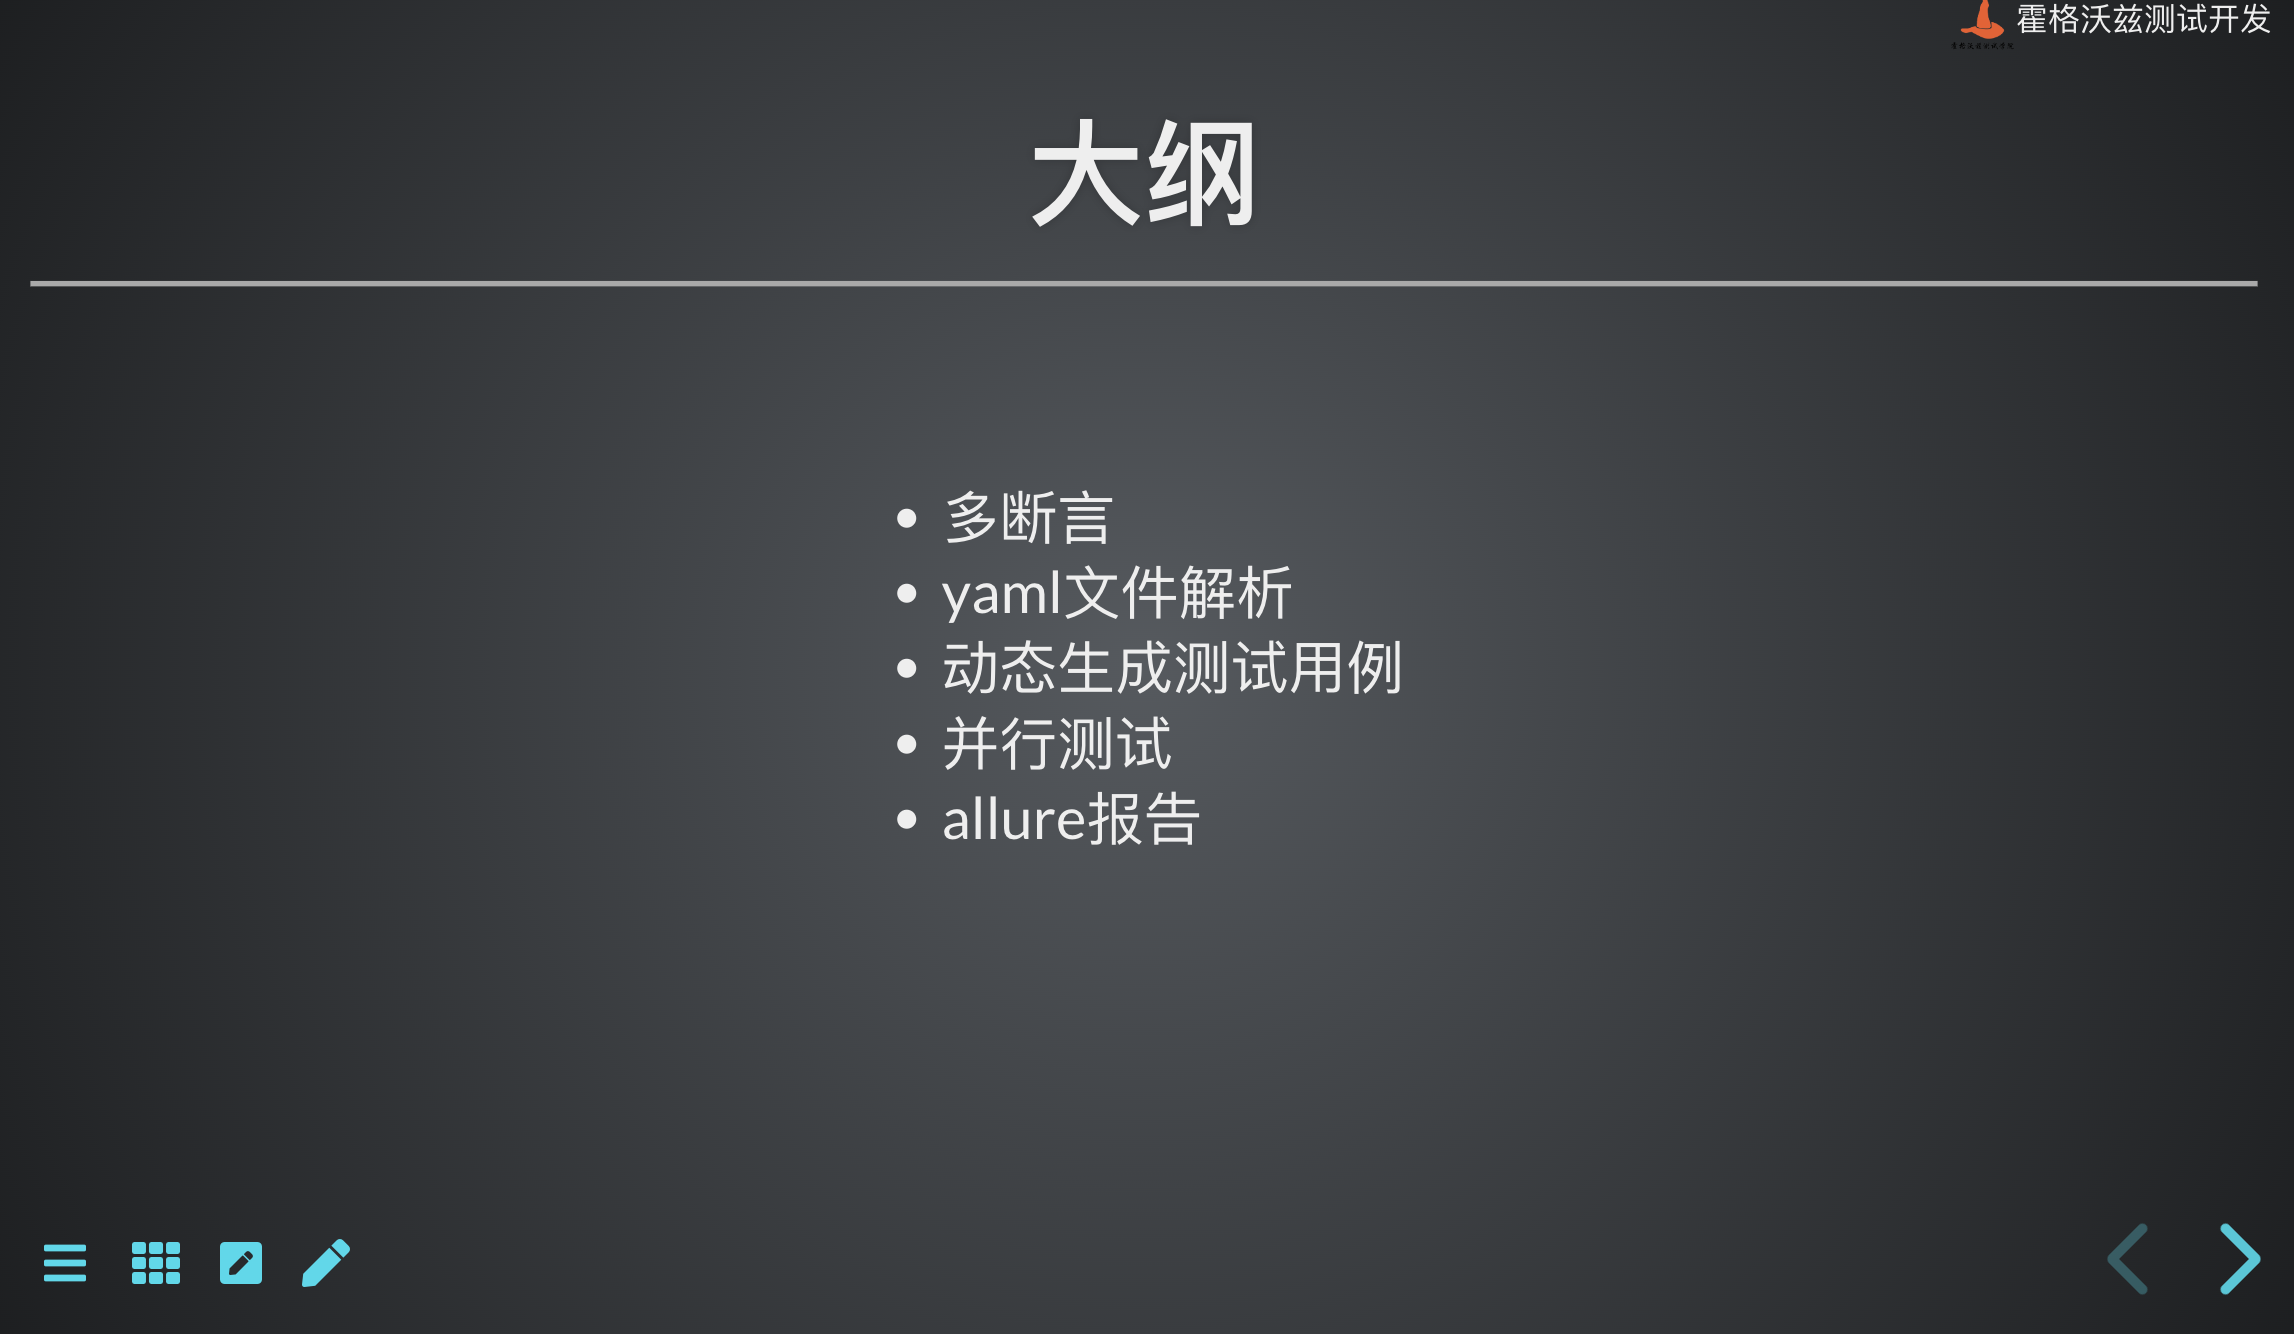 霍格沃兹测试开发
大纲
多断言
yaml文件解析
动态生成测试用例
并行测试
allure报告